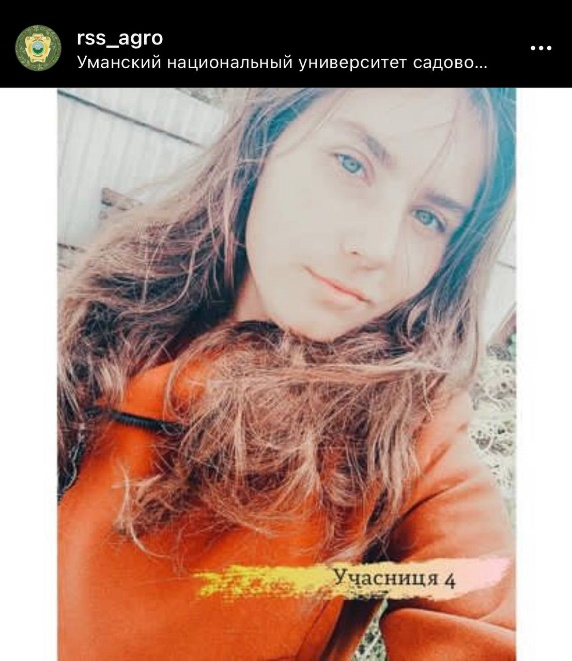 rss_agro
Уманский национальный университет садово...
Учасниця 4